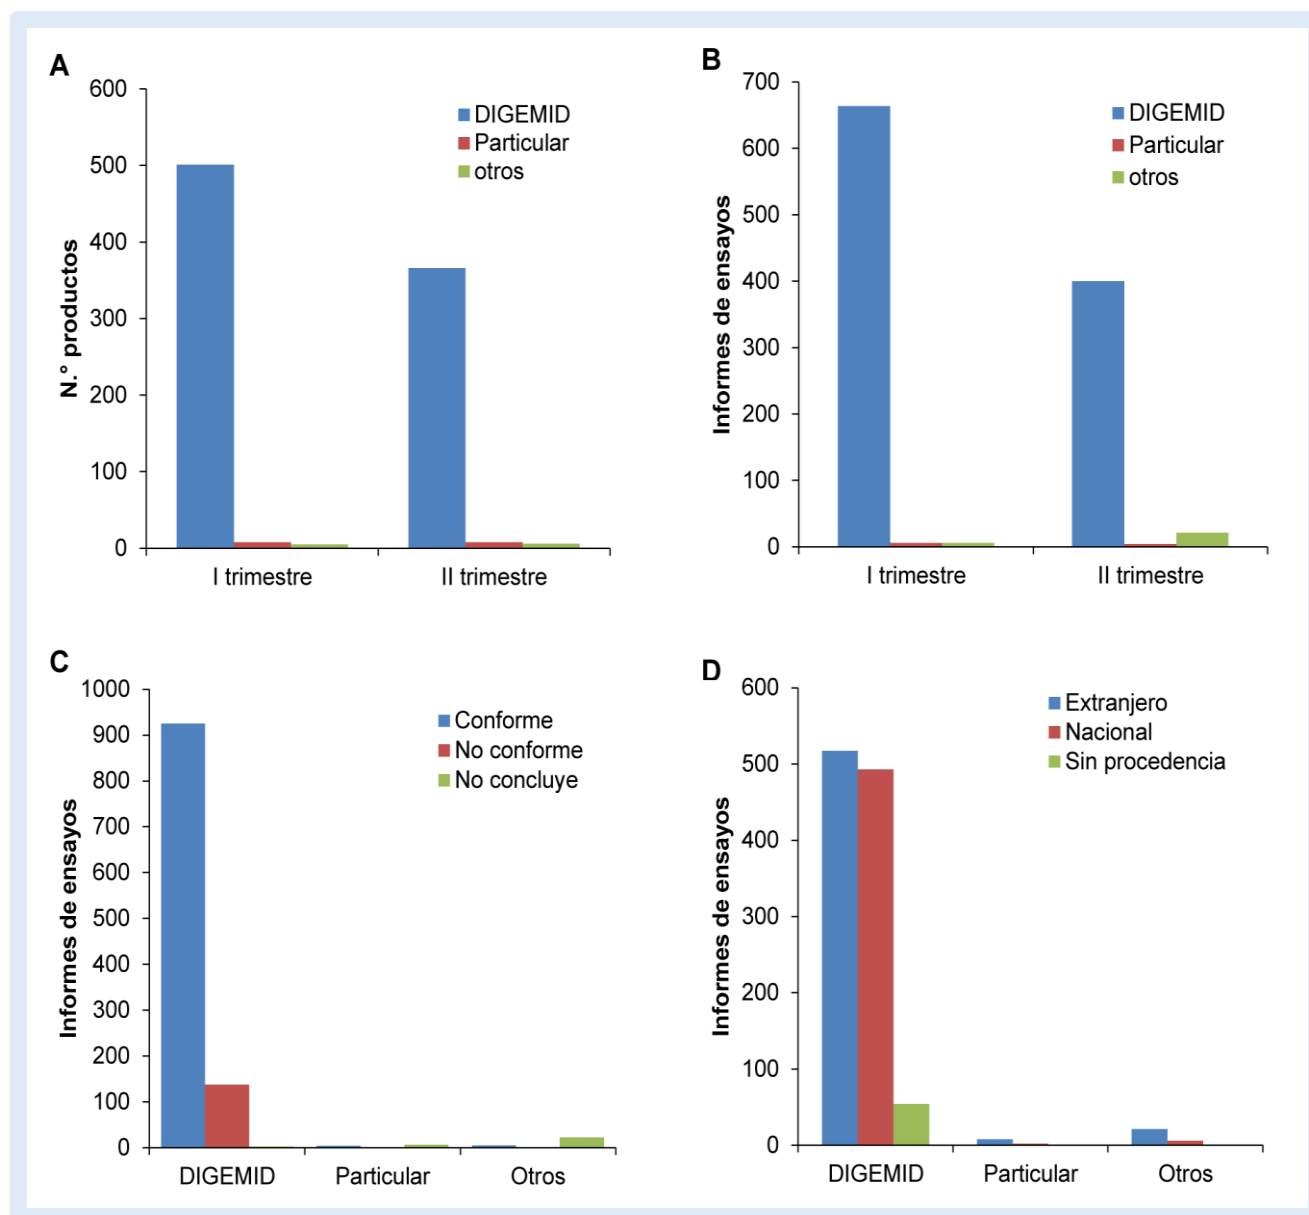 A
600
500
400
300
200
100
0
N.° productos
DIGEMID
Particular
otros
I trimestre
II trimestre
B
700
600
500
400
300
200
100
0
Informes de ensayos
DIGEMID
Particular
otros
I trimestre
II trimestre
C
1000
900
800
700
600
500
400
300
200
100
0
Informes de ensayos
Conforme
No conforme
No concluye
DIGEMID
Particular
Otros
D
600
500
400
300
200
100
0
Informes de ensayos
Extranjero
Nacional
Sin procedencia
DIGEMID
Particular
Otros